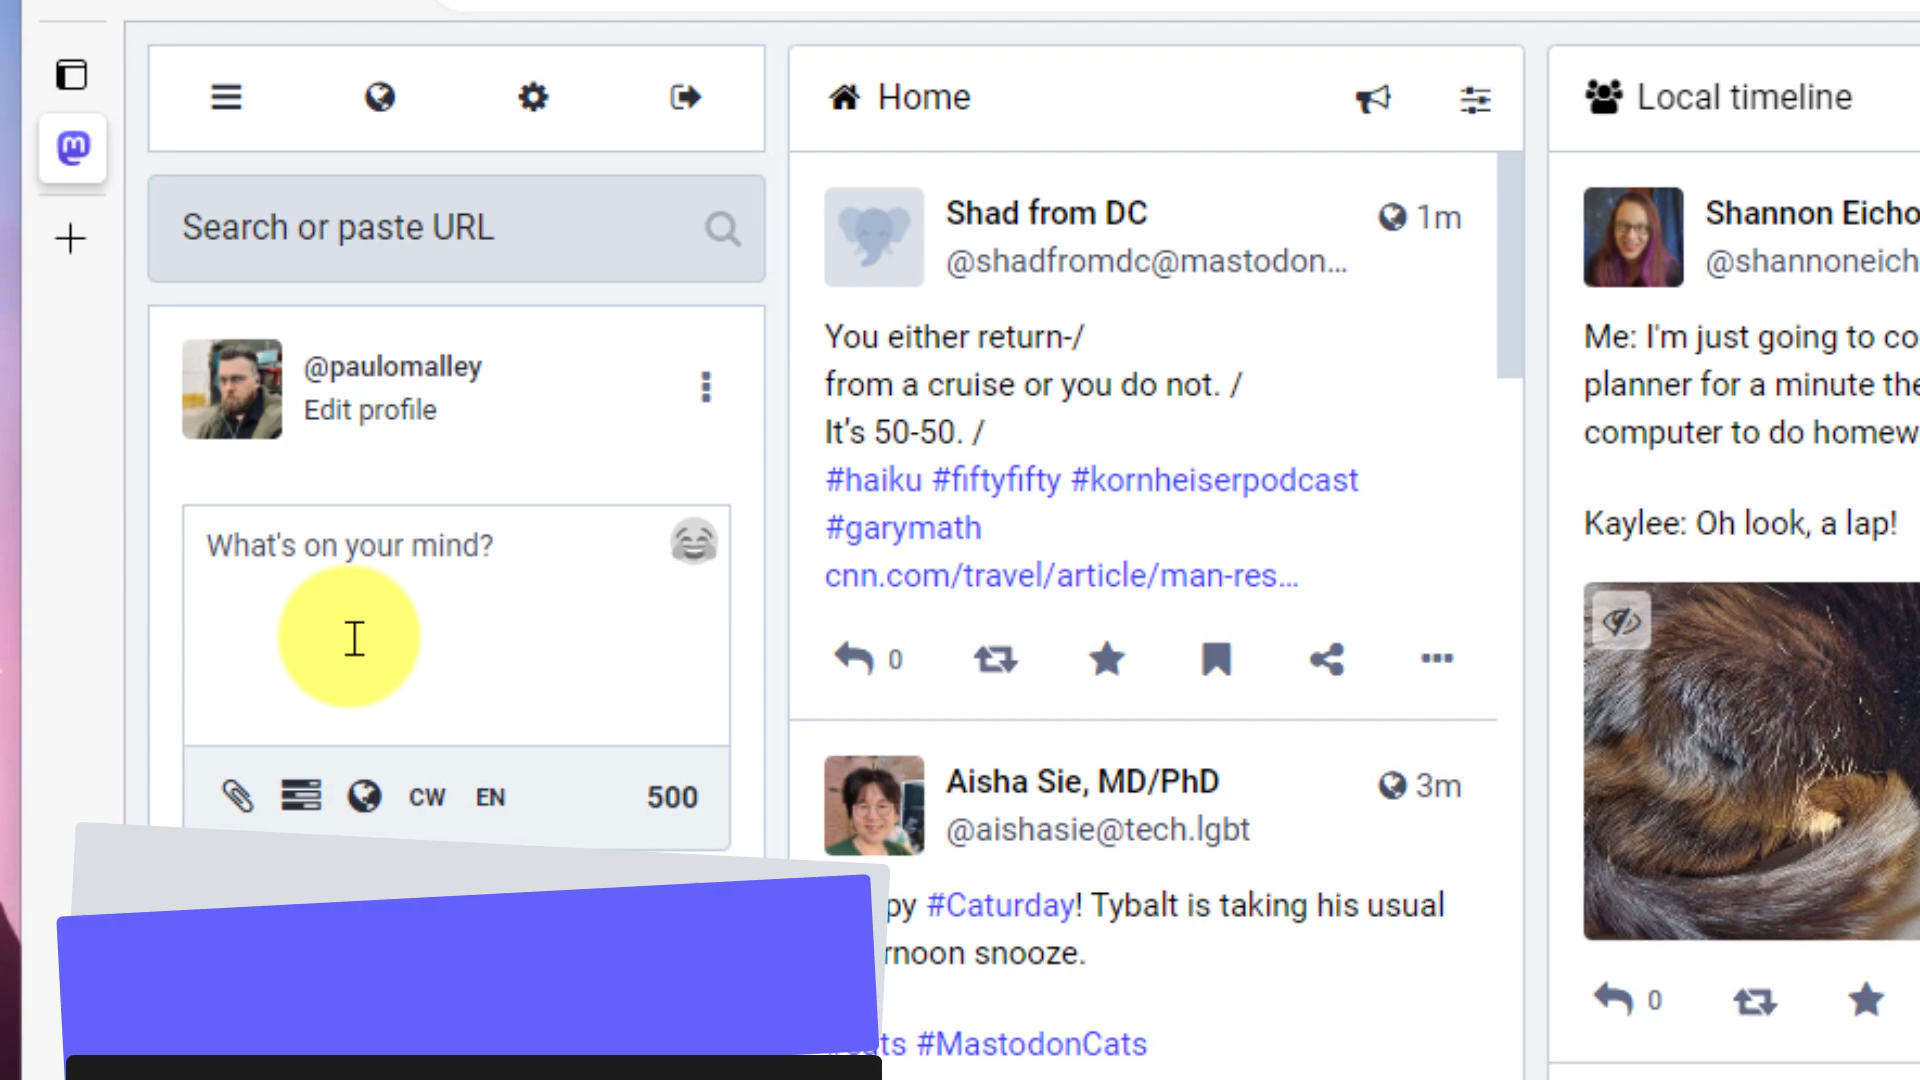 Home
Local timeline
Search or paste URL
@paulomalley
Edit profile
What's on your mind?
CW EN 500
Shad from DC 1m
@shadfromdc@mastodon...
You either return-/
from a cruise or you do not. /
It's 50-50. /
#haiku #fiftyfifty #kornheiserpodcast
#garymath
cnn.com/travel/article/man-res...
0
Aisha Sie, MD/PhD 3m
@aishasie@tech.lgbt
py #Caturday! Tybalt is taking his usual
rnoon snooze.
ts #MastodonCats
Shannon Eicho
@shannoneich
Me: I'm just going to co
planner for a minute the
computer to do homew
Kaylee: Oh look, a lap!
0